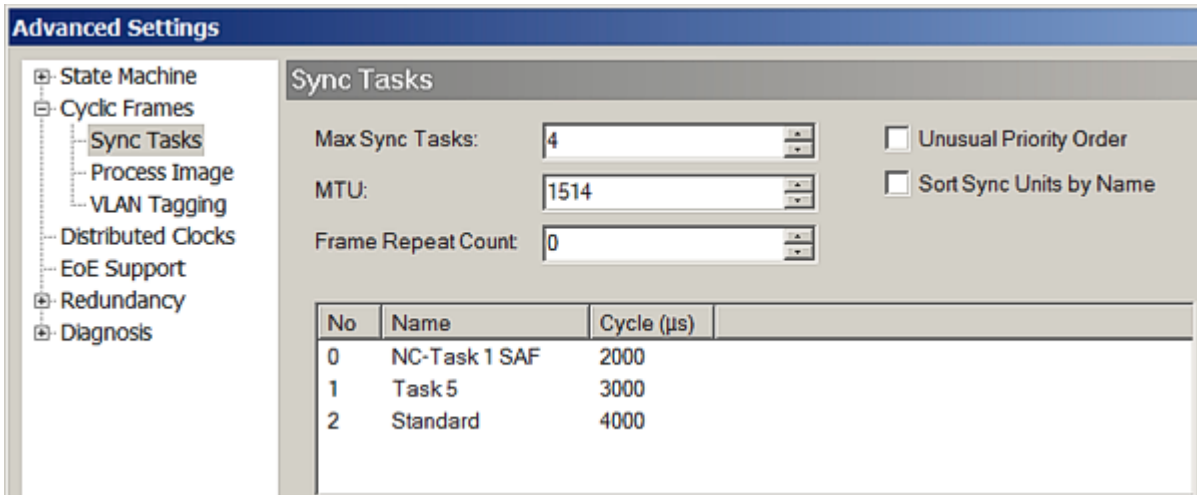 Advanced Settings
State Machine
Cyclic Frames
Sync Tasks
Process Image
VLAN Tagging
Distributed Clocks
EoE Support
Redundancy
Diagnosis
Sync Tasks
Max Sync Tasks: 4 Unusual Priority Order
MTU: 1514 Sort Sync Units by Name
Frame Repeat Count: 0
No Name Cycle (µs)
0 NC-Task 1 SAF 2000
1 Task 5 3000
2 Standard 4000